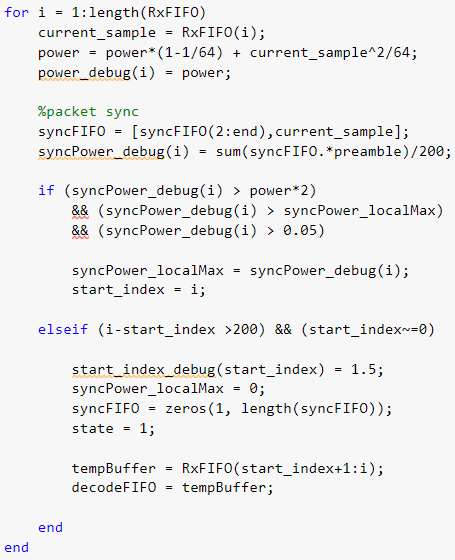 for i = 1:length(RxFIFO)
    current_sample = RxFIFO(i);
    power = power*(1-1/64) + current_sample^2/64;
    power_debug(i) = power;

    %packet sync
    syncFIFO = [syncFIFO(2:end),current_sample];
    syncPower_debug(i) = sum(syncFIFO.*preamble)/200;

    if (syncPower_debug(i) > power*2)
        && (syncPower_debug(i) > syncPower_localMax)
        && (syncPower_debug(i) > 0.05)

        syncPower_localMax = syncPower_debug(i);
        start_index = i;

    elseif (i-start_index >200) && (start_index~=0)

        start_index_debug(start_index) = 1.5;
        syncPower_localMax = 0;
        syncFIFO = zeros(1, length(syncFIFO));
        state = 1;

        tempBuffer = RxFIFO(start_index+1:i);
        decodeFIFO = tempBuffer;

    end
end